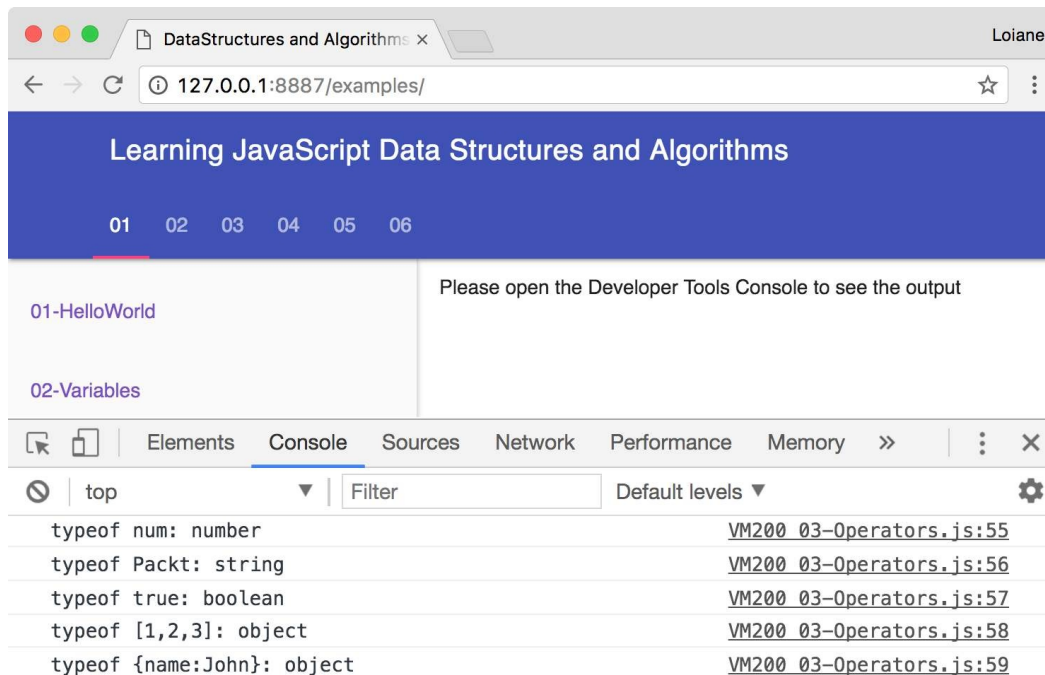 DataStructures and Algorithms ×
Loiane
127.0.0.1:8887/examples/
Learning JavaScript Data Structures and Algorithms
01 02 03 04 05 06
01-HelloWorld
02-Variables
Please open the Developer Tools Console to see the output
Elements Console Sources Network Performance Memory »
top ▼ Filter Default levels ▼
typeof num: number VM200 03-Operators.js:55
typeof Packt: string VM200 03-Operators.js:56
typeof true: boolean VM200 03-Operators.js:57
typeof [1,2,3]: object VM200 03-Operators.js:58
typeof {name:John}: object VM200 03-Operators.js:59